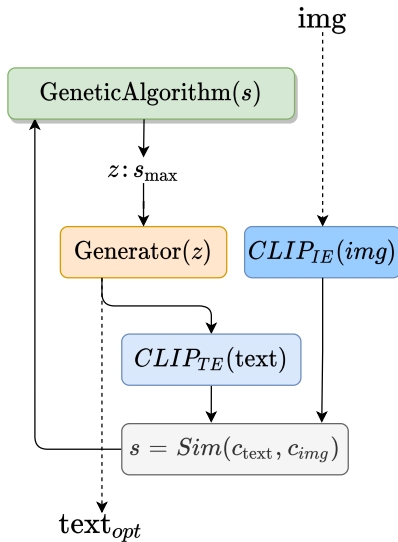 img
GeneticAlgorithm(s)
z: s_max
Generator(z)
CLIP_IE(img)
CLIP_TE(text)
s = Sim(c_text, c_img)
text_opt